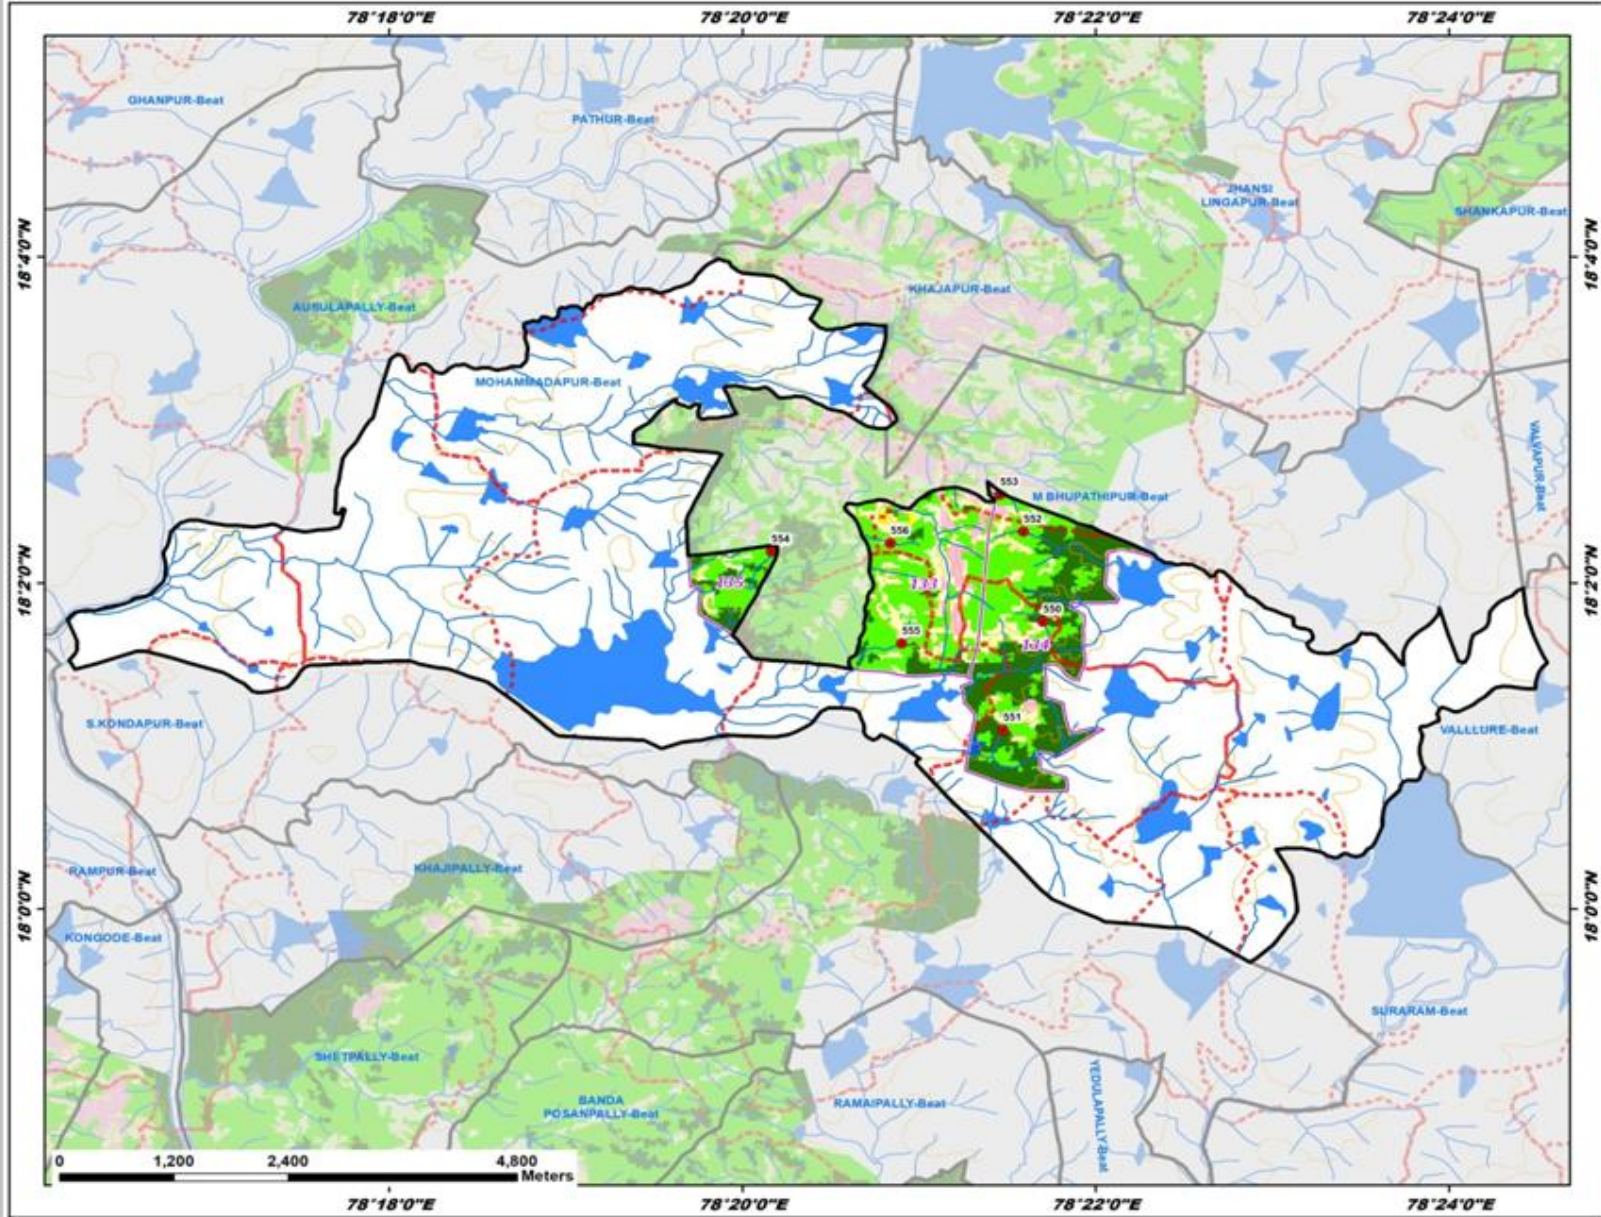 78°18'0"E 78°20'0"E 78°22'0"E 78°24'0"E
GHANPUR-Beat
PATHUR-Beat
JHANSI
LINGAPUR-Beat
SHANKAPUR-Beat
18°4'0"N
18°4'0"N
KHAJAPUR-Beat
AUSULAPALLY-Beat
MOHAMMADAPUR-Beat
VALVAPUR-Beat
553
M BHUPATHIPUR-Beat
552
556
554
18°2'0"N
135
133
18°2'0"N
550
555
134
551
S.KONDAPUR-Beat
VALLLURE-Beat
RAMPUR-Beat
KHAJIPALLY-Beat
18°0'0"N
18°0'0"N
KONGODE-Beat
SURARAM-Beat
SHETPALLY-Beat
BANDA
POSANPALLY-Beat
RAMAIPALLY-Beat
YEDULAPALLY-Beat
0 1,200 2,400 4,800
Meters
78°18'0"E 78°20'0"E 78°22'0"E 78°24'0"E